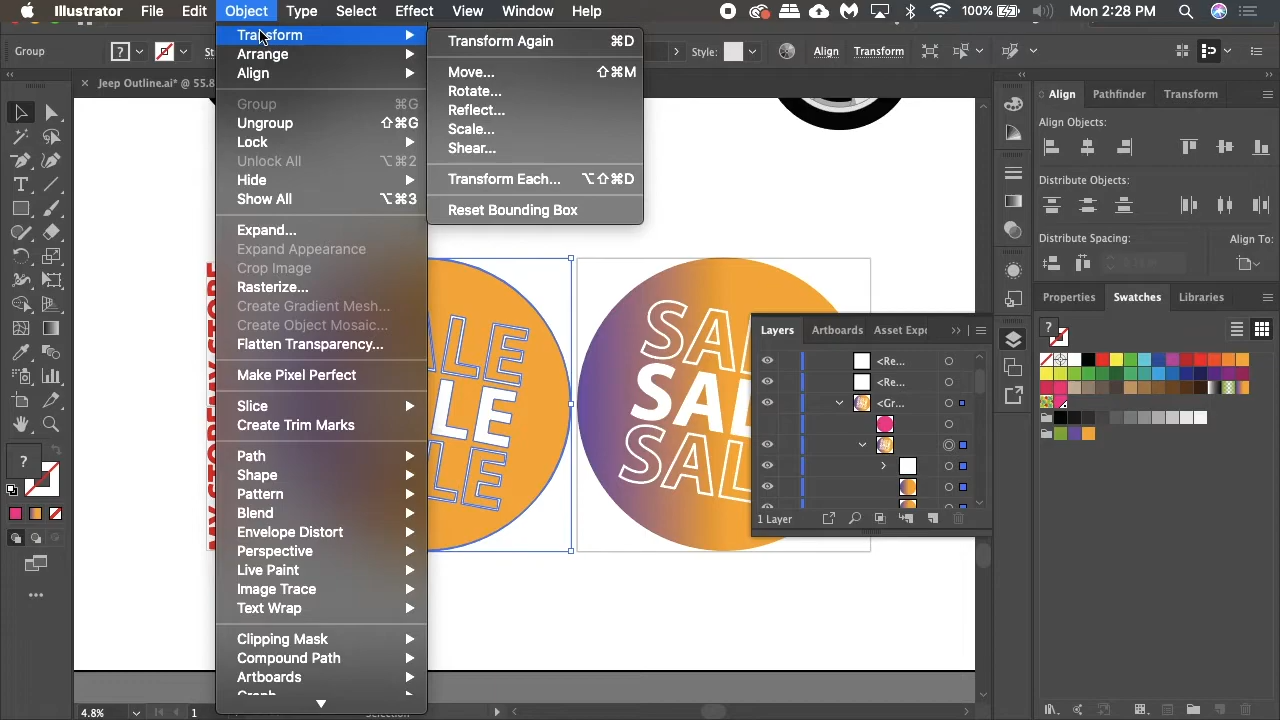 Illustrator File Edit Object Type Select Effect View Window Help 100% Mon 2:28 PM
Group ? Style: Align Transform
× Jeep Outline.ai* @ 55.8
Transform
Arrange
Align
Group ⌘G
Ungroup ⇧⌘G
Lock
Unlock All ⌥⌘2
Hide
Show All ⌥⌘3
Expand...
Expand Appearance
Crop Image
Rasterize...
Create Gradient Mesh...
Create Object Mosaic...
Flatten Transparency...
Make Pixel Perfect
Slice
Create Trim Marks
Path
Shape
Pattern
Blend
Envelope Distort
Perspective
Live Paint
Image Trace
Text Wrap
Clipping Mask
Compound Path
Artboards
Graph
Transform Again ⌘D
Move... ⇧⌘M
Rotate...
Reflect...
Scale...
Shear...
Transform Each... ⌥⇧⌘D
Reset Bounding Box
ALE
LE
ALE
SA
SAL
SAL
Layers Artboards Asset Expo
<Re...
<Re...
<Gr...
1 Layer
Align Pathfinder Transform
Align Objects:
Distribute Objects:
Distribute Spacing: Align To:
Properties Swatches Libraries
?
?
4.8% 1 Selection